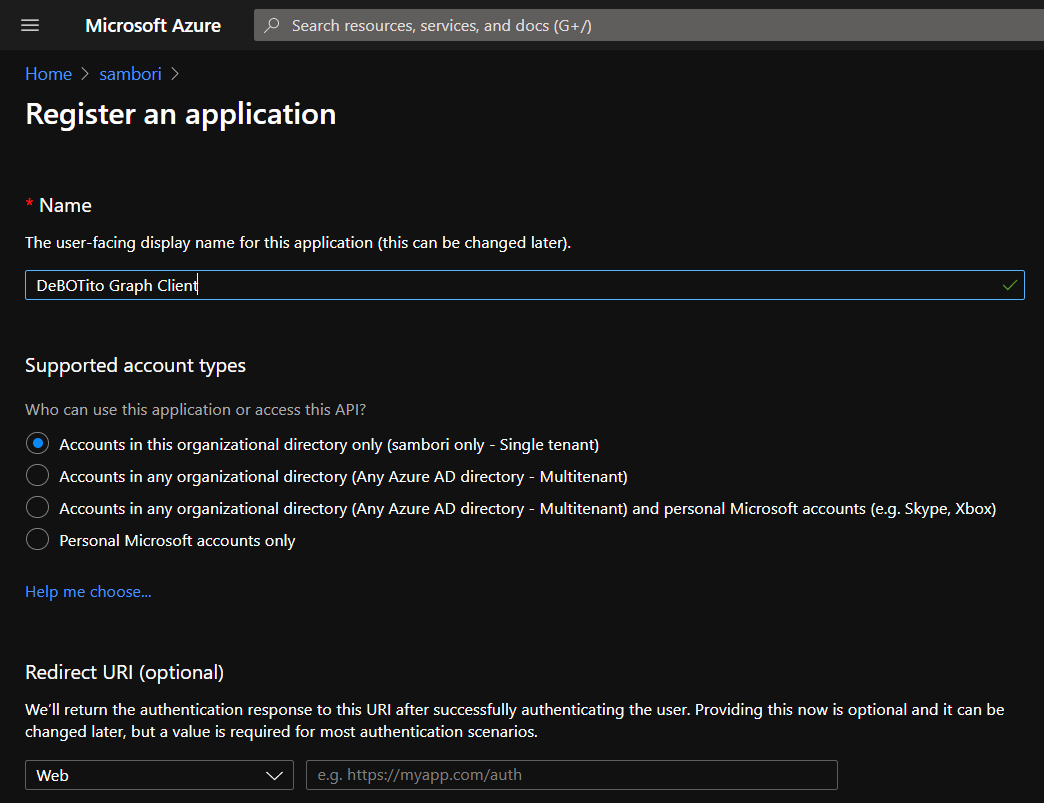 Microsoft Azure
Search resources, services, and docs (G+/)
Home > sambori >
Register an application
* Name
The user-facing display name for this application (this can be changed later).
DeBOTito Graph Client
Supported account types
Who can use this application or access this API?
Accounts in this organizational directory only (sambori only - Single tenant)
Accounts in any organizational directory (Any Azure AD directory - Multitenant)
Accounts in any organizational directory (Any Azure AD directory - Multitenant) and personal Microsoft accounts (e.g. Skype, Xbox)
Personal Microsoft accounts only
Help me choose...
Redirect URI (optional)
We'll return the authentication response to this URI after successfully authenticating the user. Providing this now is optional and it can be
changed later, but a value is required for most authentication scenarios.
Web
e.g. https://myapp.com/auth